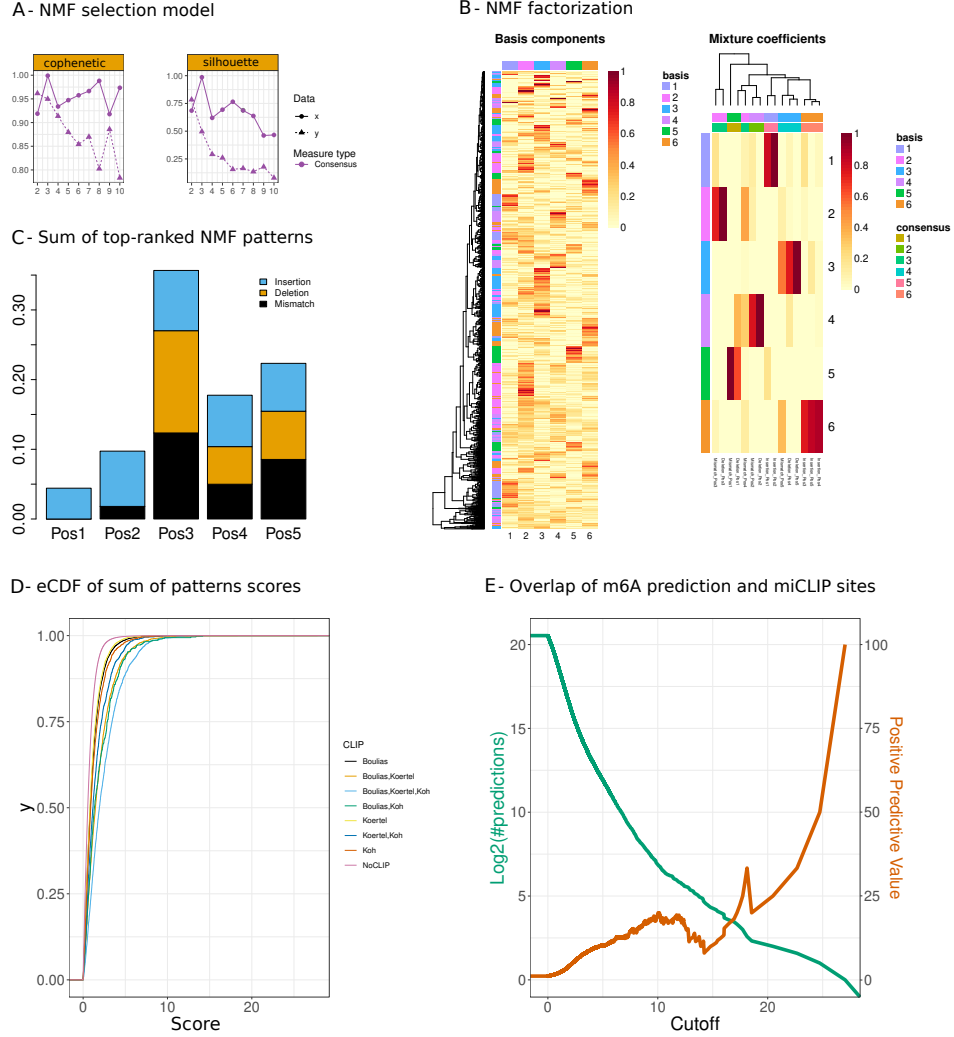 A - NMF selection model
cophenetic
silhouette
1.00
0.95
0.90
0.85
0.80
2 3 4 5 6 7 8 9 10
1.00
0.75
0.50
0.25
2 3 4 5 6 7 8 9 10
Data
x
y
Measure type
Consensus
B - NMF factorization
Basis components
1
0.8
0.6
0.4
0.2
0
basis
1
2
3
4
5
6
1 2 3 4 5 6
Mixture coefficients
1
2
3
4
5
6
1
0.8
0.6
0.4
0.2
0
basis
1
2
3
4
5
6
consensus
1
2
3
4
5
6
C - Sum of top-ranked NMF patterns
0.30
0.20
0.10
0.00
Insertion
Deletion
Mismatch
Pos1 Pos2 Pos3 Pos4 Pos5
D - eCDF of sum of patterns scores
1.00
0.75
0.50
0.25
0.00
y
0 10 20
Score
CLIP
Boulias
Boulias,Koertel
Boulias,Koertel,Koh
Boulias,Koh
Koertel
Koertel,Koh
Koh
NoCLIP
E - Overlap of m6A prediction and miCLIP sites
20
15
10
5
0
Log2(#predictions)
100
75
50
25
0
Positive Predictive Value
0 10 20
Cutoff